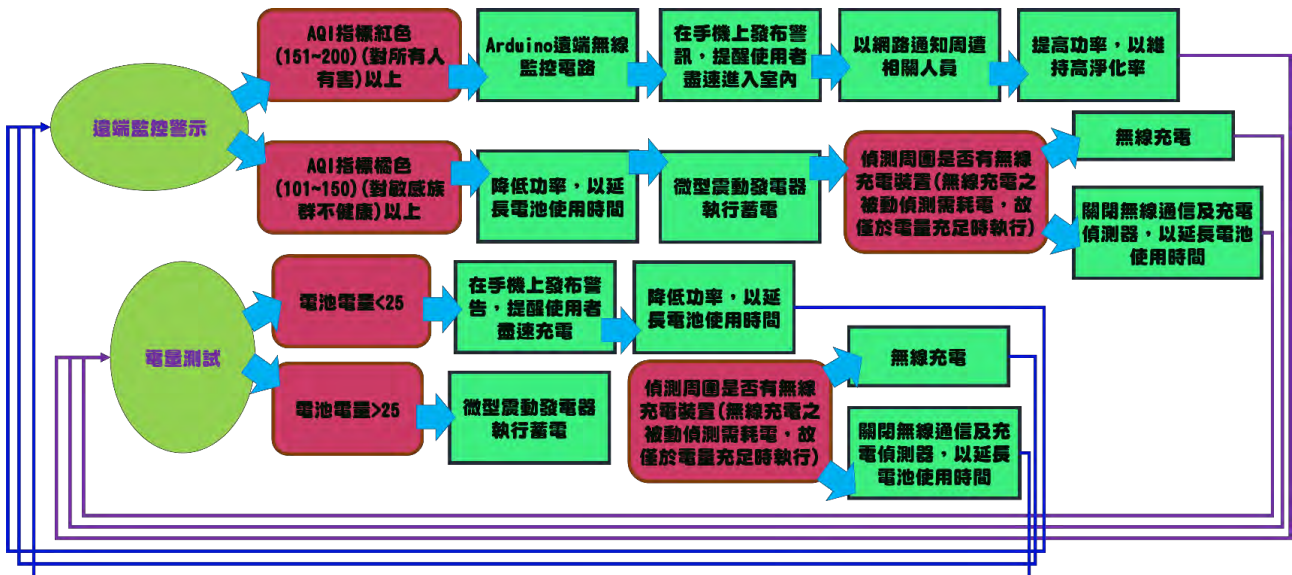 AQI指標紅色
(151~200)(對所有人
有害)以上
Arduino遠端無線
監控電路
在手機上發布警
訊，提醒使用者
盡速進入室內
以網路通知周遭
相關人員
提高功率，以維
持高淨化率
遠端監控警示
AQI指標橘色
(101~150)(對敏感族
群不健康)以上
降低功率，以延
長電池使用時間
微型震動發電器
執行蓄電
偵測周圍是否有無線
充電裝置(無線充電之
被動偵測需耗電，故
僅於電量充足時執行)
無線充電
關閉無線通信及充電
偵測器，以延長電池
使用時間
電量測試
電池電量<25
在手機上發布警
告，提醒使用者
盡速充電
降低功率，以延
長電池使用時間
電池電量>25
微型震動發電器
執行蓄電
偵測周圍是否有無線
充電裝置(無線充電之
被動偵測需耗電，故
僅於電量充足時執行)
無線充電
關閉無線通信及充
電偵測器，以延長
電池使用時間